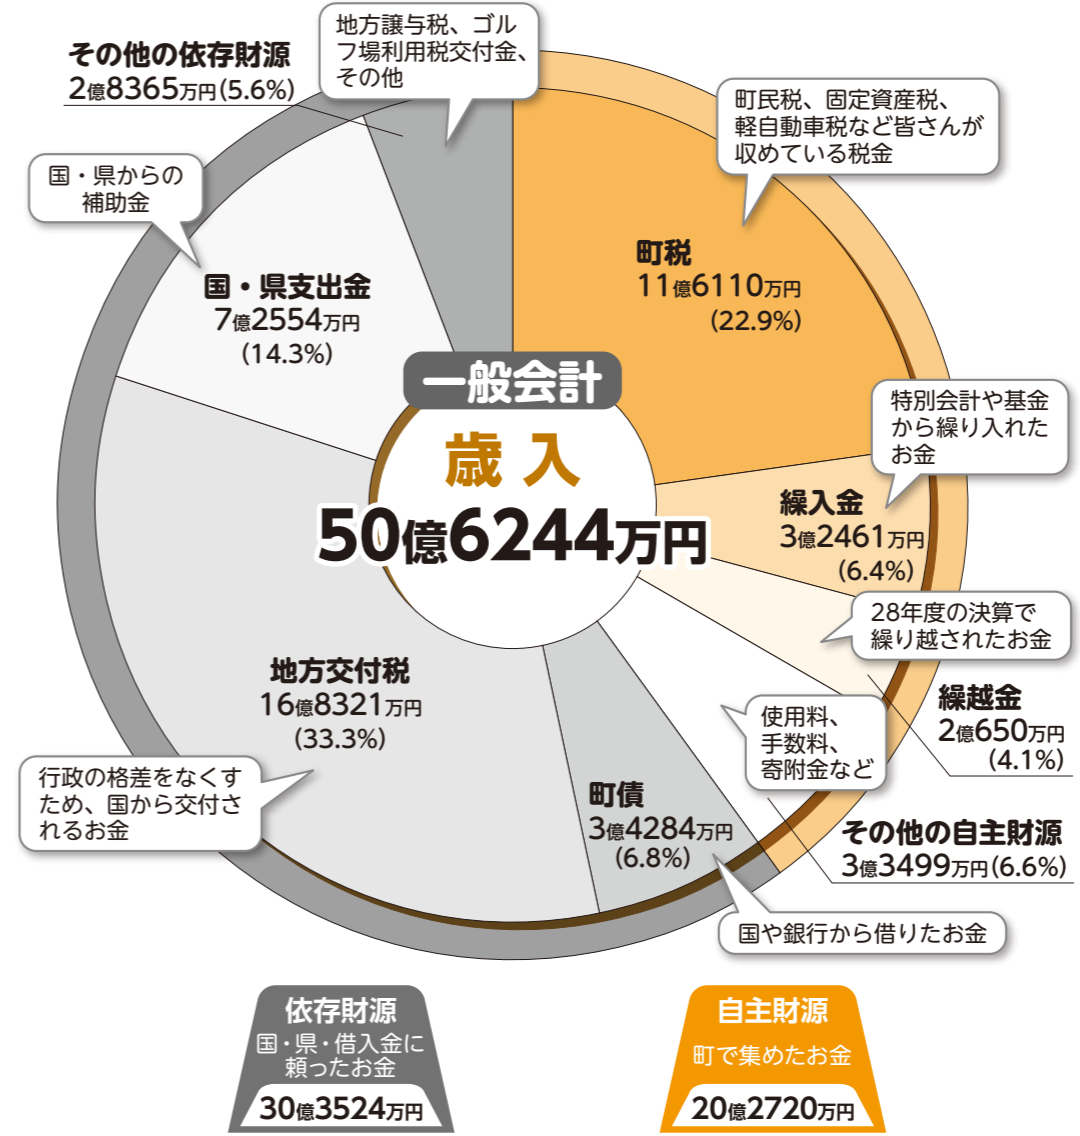 地方譲与税、ゴル
フ場利用税交付金、
その他
その他の依存財源
2億8365万円(5.6%)
町民税、固定資産税、
軽自動車税など皆さんが
収めている税金
国・県からの
補助金
町税
11億6110万円
(22.9%)
国・県支出金
7億2554万円
(14.3%)
一般会計
歳入
50億6244万円
特別会計や基金
から繰り入れた
お金
繰入金
3億2461万円
(6.4%)
28年度の決算で
繰り越されたお金
繰越金
2億650万円
(4.1%)
地方交付税
16億8321万円
(33.3%)
使用料、
手数料、
寄附金など
行政の格差をなくす
ため、国から交付さ
れるお金
町債
3億4284万円
(6.8%)
その他の自主財源
3億3499万円(6.6%)
国や銀行から借りたお金
依存財源
国・県・借入金に
頼ったお金
30億3524万円
自主財源
町で集めたお金
20億2720万円